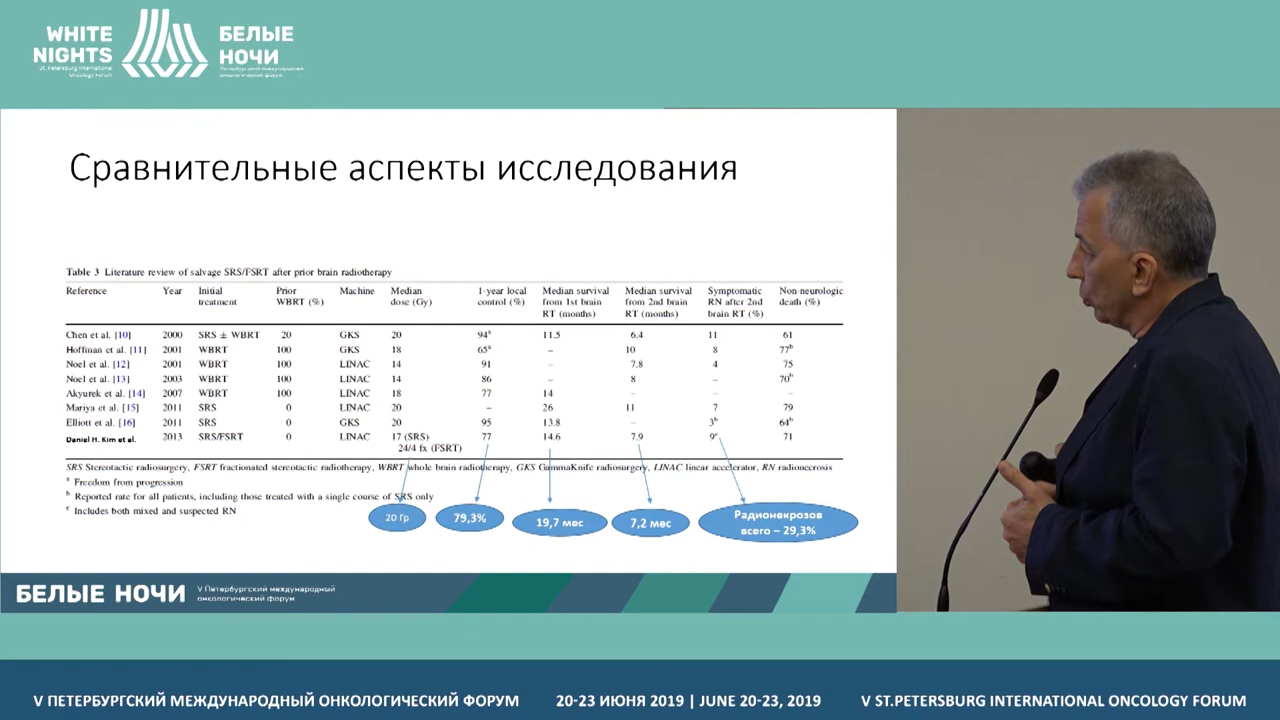 WHITE
NIGHTS
St. Petersburg International
Oncology Forum
БЕЛЫЕ
НОЧИ
Петербургский международный
онкологический форум
Сравнительные аспекты исследования
Table 3 Literature review of salvage SRS/FSRT after prior brain radiotherapy
Reference Year Initial treatment Prior WBRT (%) Machine Median dose (Gy) 1-year local control (%) Median survival from 1st brain RT (months) Median survival from 2nd brain RT (months) Symptomatic RN after 2nd brain RT (%) Non-neurologic death (%)
Chen et al. [10] 2000 SRS ± WBRT 20 GKS 20 94a 11.5 6.4 11 61
Hoffman et al. [11] 2001 WBRT 100 GKS 18 65a – 10 8 77b
Noel et al. [12] 2001 WBRT 100 LINAC 14 91 – 7.8 4 75
Noel et al. [13] 2003 WBRT 100 LINAC 14 86 – 8 – 70b
Akyurek et al. [14] 2007 WBRT 100 LINAC 18 77 14 – – –
Mariya et al. [15] 2011 SRS 0 LINAC 20 – 26 11 7 79
Elliott et al. [16] 2011 SRS 0 GKS 20 95 13.8 – 3b 64b
Daniel H. Kim et al. 2013 SRS/FSRT 0 LINAC 17 (SRS) 77 14.6 7.9 9c 71
24/4 fx (FSRT)
SRS Stereotactic radiosurgery, FSRT fractionated stereotactic radiotherapy, WBRT whole brain radiotherapy, GKS GammaKnife radiosurgery, LINAC linear accelerator, RN radionecrosis
a Freedom from progression
b Reported rate for all patients, including those treated with a single course of SRS only
c Includes both mixed and suspected RN
20 Гр
79,3%
19,7 мес
7,2 мес
Радионекрозов
всего – 29,3%
БЕЛЫЕ НОЧИ
V Петербургский международный
онкологический форум
V ПЕТЕРБУРГСКИЙ МЕЖДУНАРОДНЫЙ ОНКОЛОГИЧЕСКИЙ ФОРУМ 20-23 ИЮНЯ 2019 | JUNE 20-23, 2019 V ST.PETERSBURG INTERNATIONAL ONCOLOGY FORUM